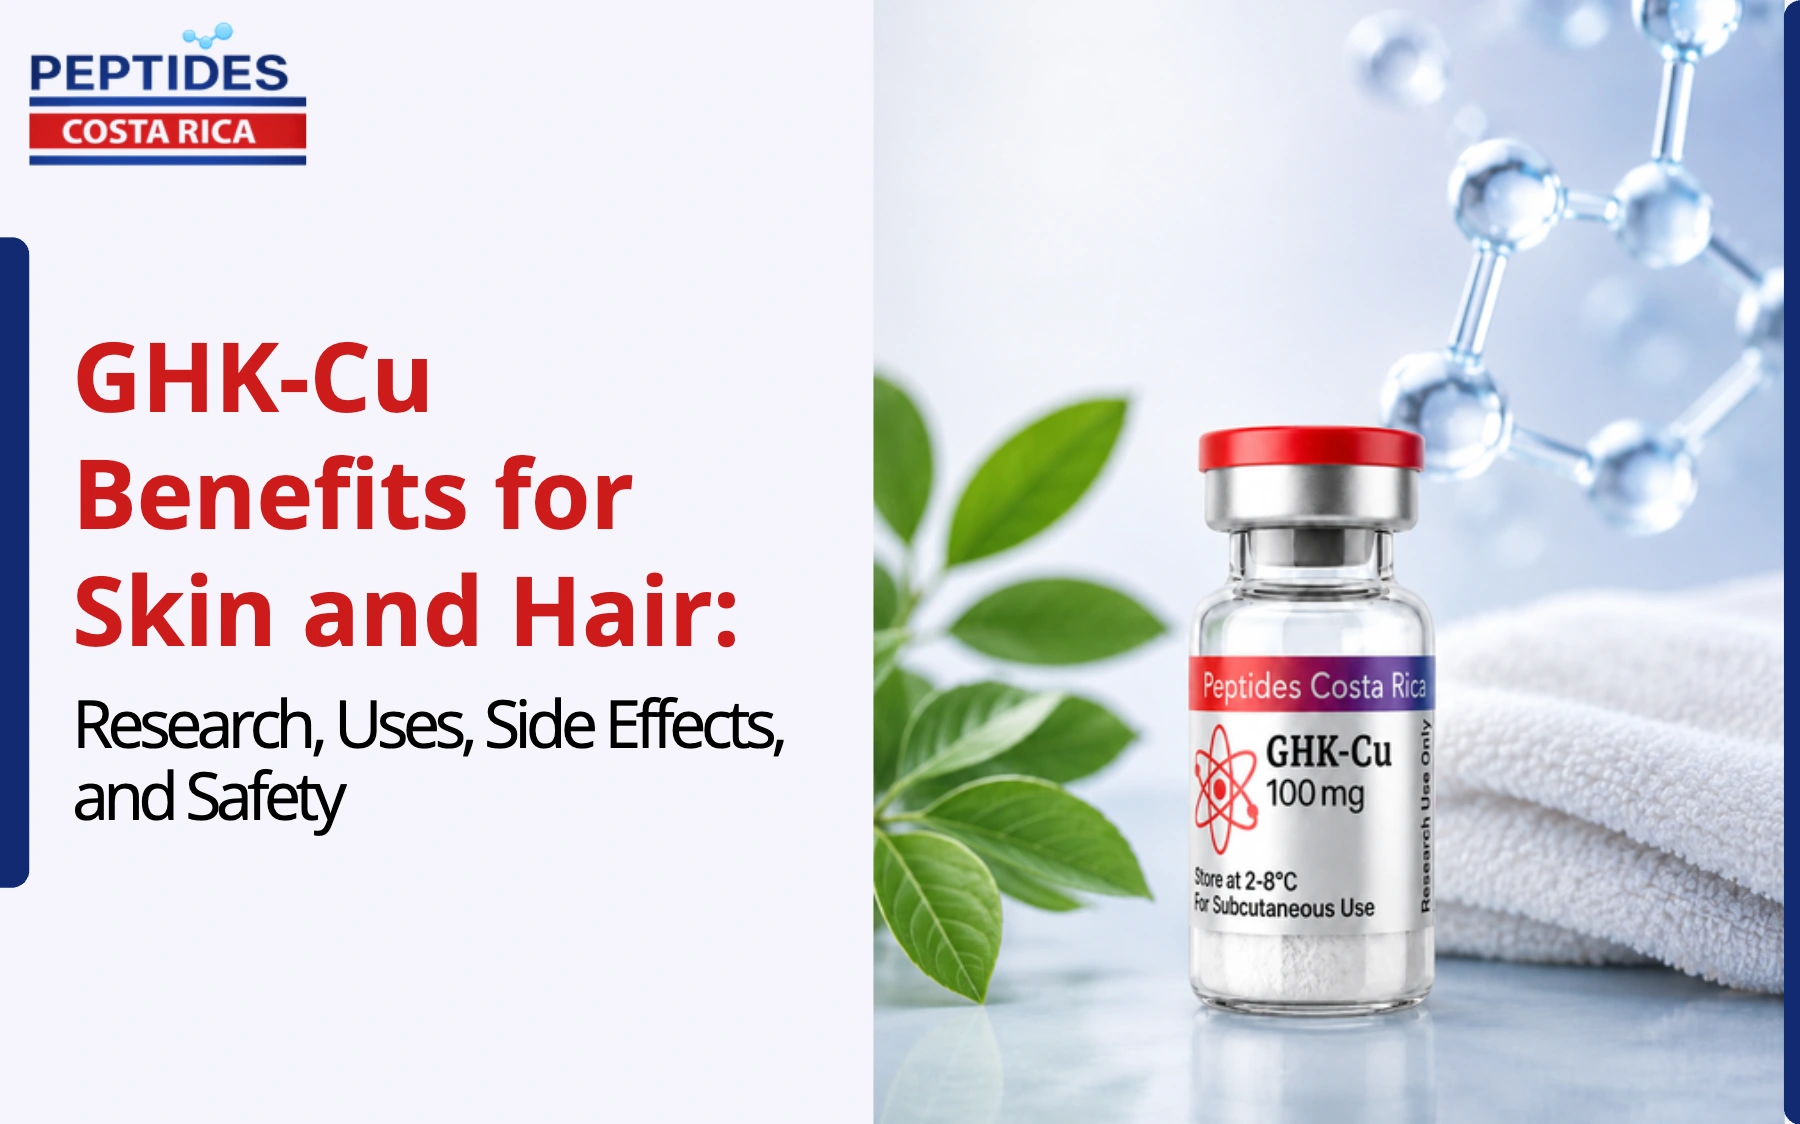 PEPTIDES
COSTA RICA
GHK-Cu
Benefits for
Skin and Hair:
Research, Uses, Side Effects,
and Safety
Peptides Costa Rica
GHK-Cu
100 mg
Store at 2-8°C
For Subcutaneous Use
Research Use Only